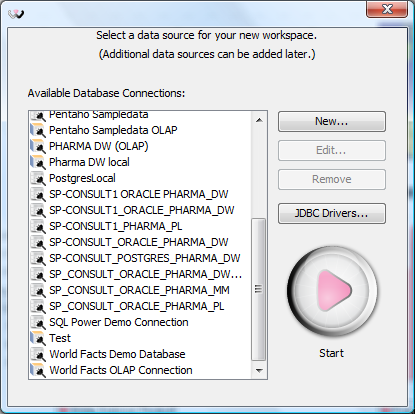 Select a data source for your new workspace.
(Additional data sources can be added later.)
Available Database Connections:
Pentaho Sampledata
Pentaho Sampledata OLAP
PHARMA DW (OLAP)
Pharma DW local
PostgresLocal
SP-CONSULT1 ORACLE PHARMA_DW
SP-CONSULT1_ORACLE PHARMA_DW
SP-CONSULT1_PHARMA_PL
SP-CONSULT_ORACLE_PHARMA_DW
SP-CONSULT_POSTGRES_PHARMA_DW
SP_CONSULT_ORACLE_PHARMA_DW...
SP_CONSULT_ORACLE_PHARMA_MM
SP_CONSULT_ORACLE_PHARMA_PL
SQL Power Demo Connection
Test
World Facts Demo Database
World Facts OLAP Connection
New...
Edit...
Remove
JDBC Drivers...
Start